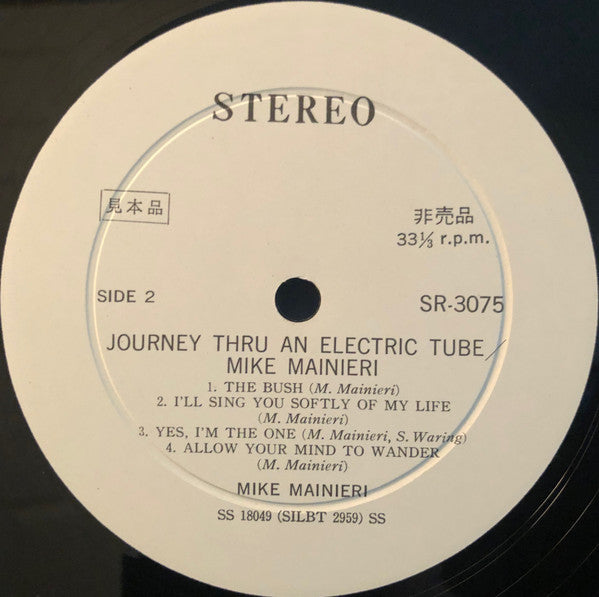 STEREO
見本品
非売品
33⅓ r.p.m.
SIDE 2
SR-3075
JOURNEY THRU AN ELECTRIC TUBE/
MIKE MAINIERI
1. THE BUSH (M. Mainieri)
2. I'LL SING YOU SOFTLY OF MY LIFE
(M. Mainieri)
3. YES, I'M THE ONE (M. Mainieri, S. Waring)
4. ALLOW YOUR MIND TO WANDER
(M. Mainieri)
MIKE MAINIERI
SS 18049 (SILBT 2959) SS